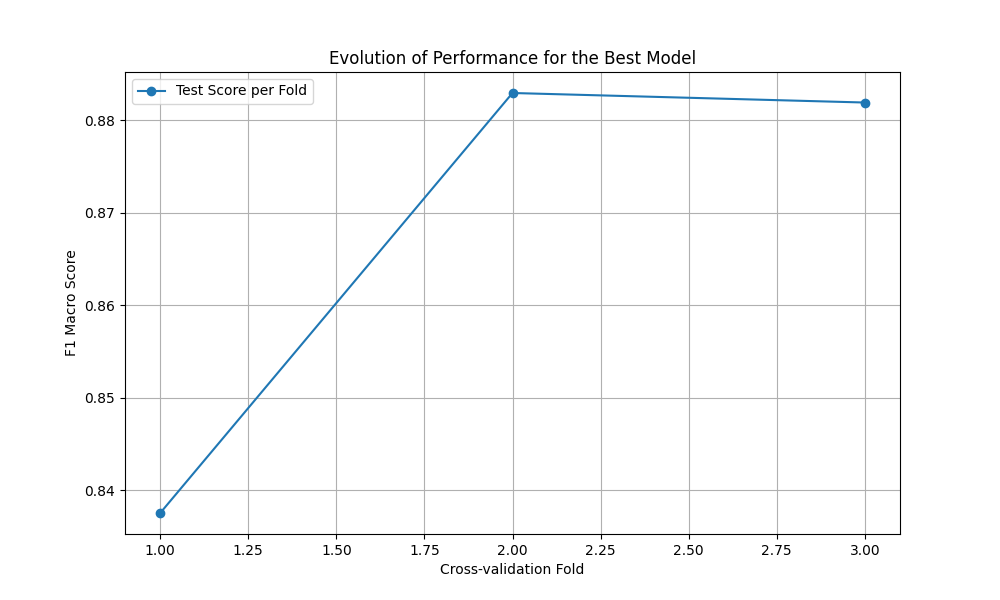 Evolution of Performance for the Best Model
Test Score per Fold
0.88
0.87
0.86
0.85
0.84
F1 Macro Score
1.00 1.25 1.50 1.75 2.00 2.25 2.50 2.75 3.00
Cross-validation Fold